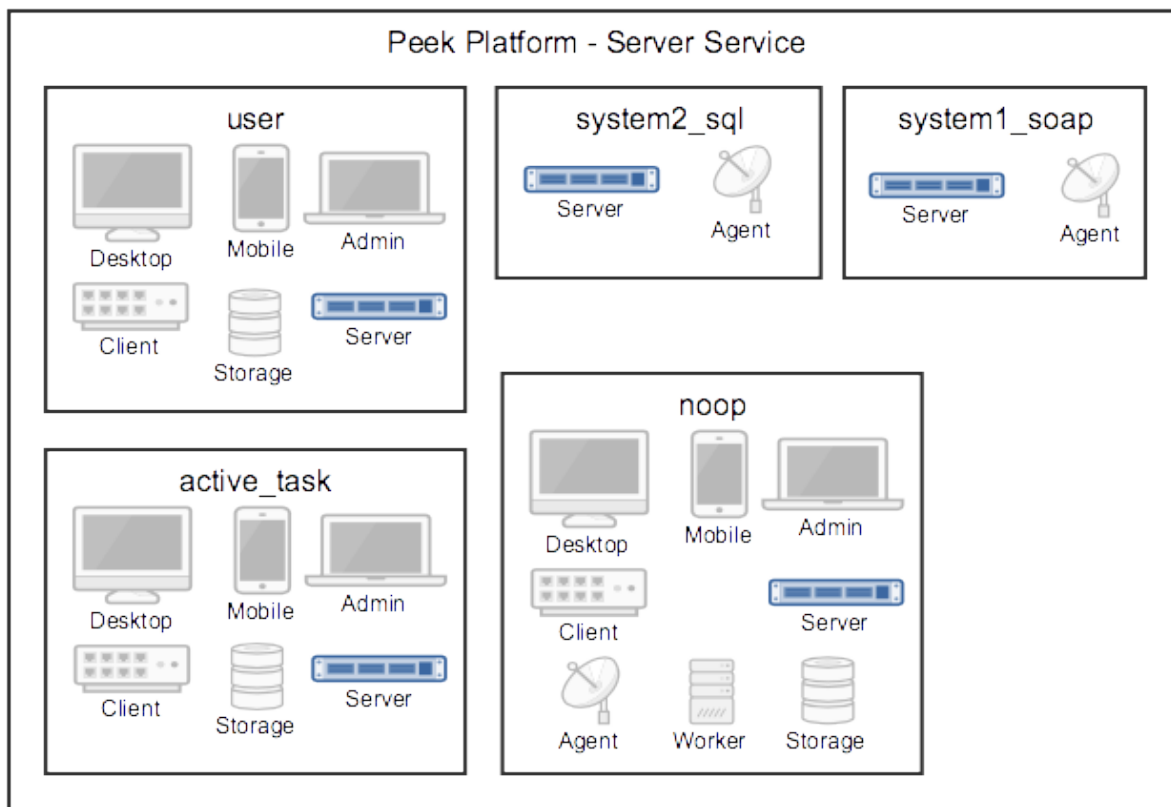 Peek Platform - Server Service
user
Desktop
Mobile
Admin
Client
Storage
Server
system2_sql
Server
Agent
system1_soap
Server
Agent
active_task
Desktop
Mobile
Admin
Client
Storage
Server
noop
Desktop
Mobile
Admin
Client
Server
Agent
Worker
Storage